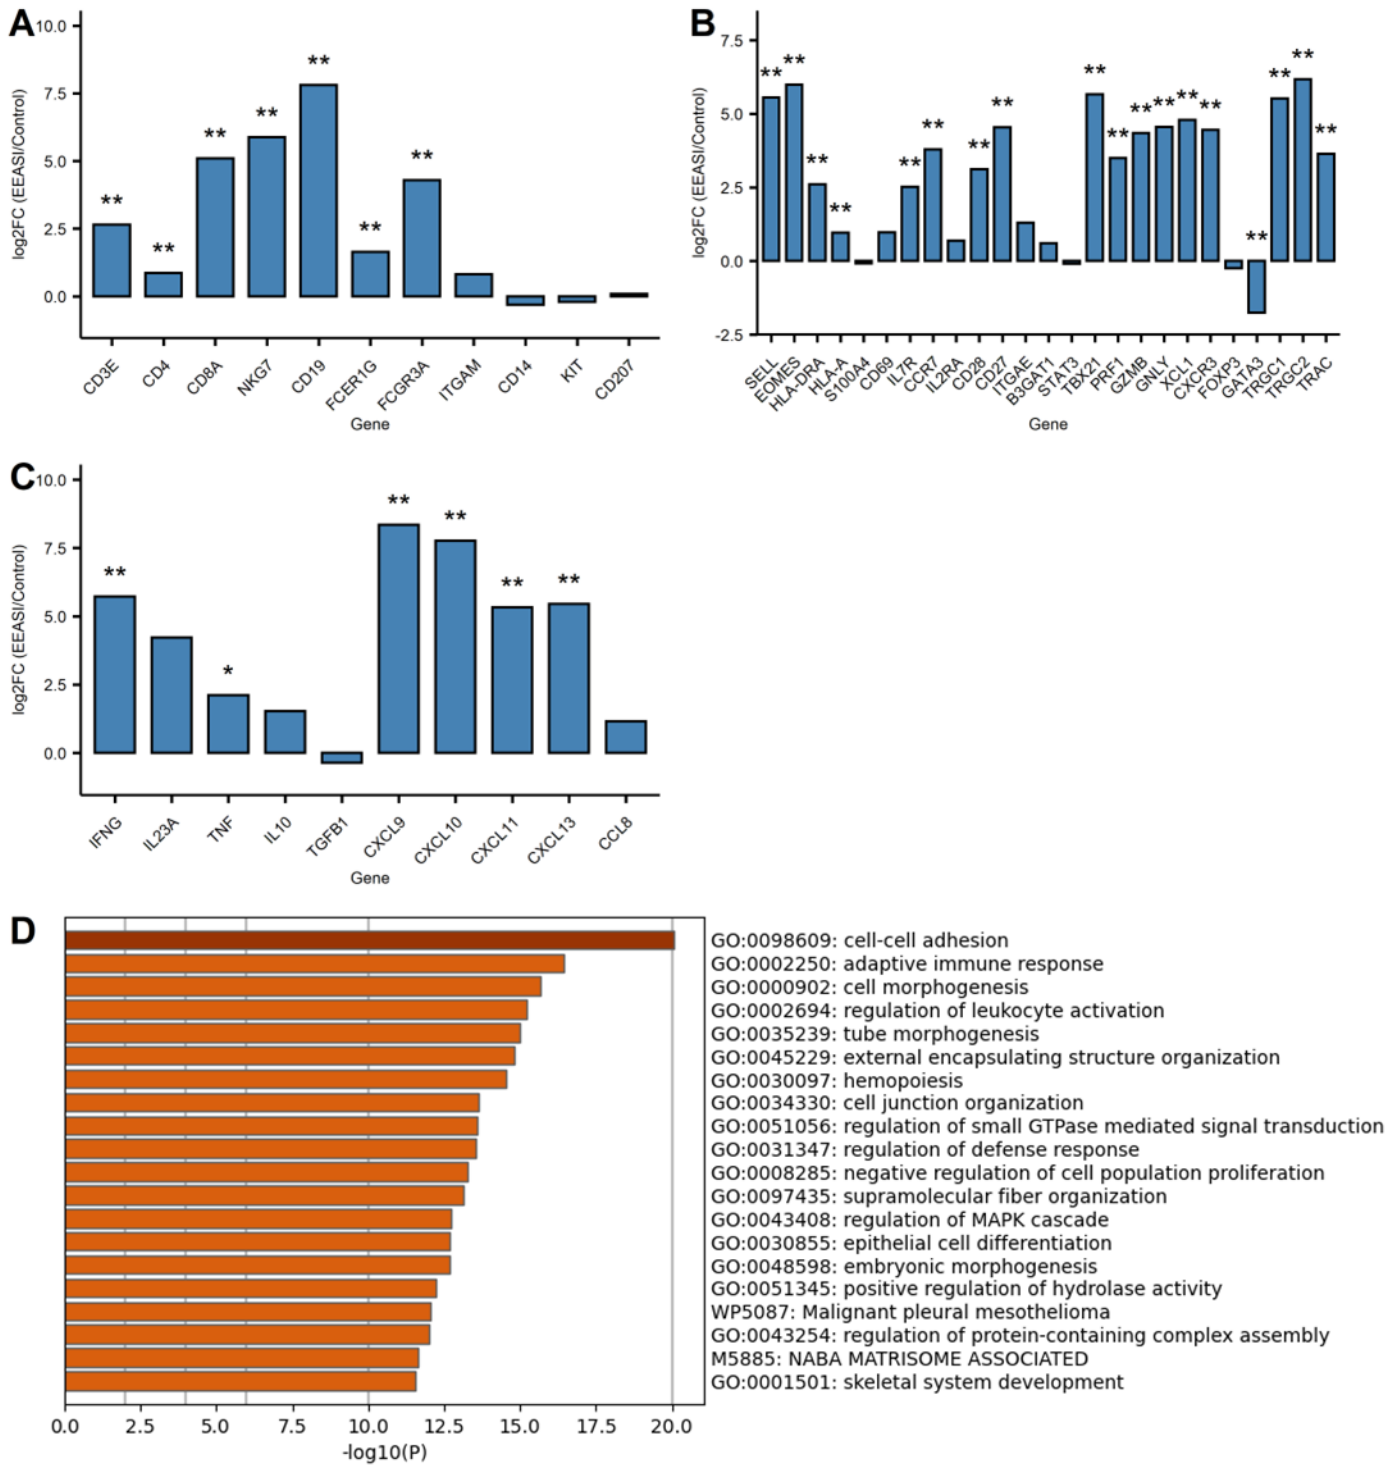 A
10.0
7.5
5.0
2.5
0.0
log2FC (EEASI/Control)
** ** ** ** ** ** **
CD3E CD4 CD8A NKG7 CD19 FCER1G FCGR3A ITGAM CD14 KIT CD207
Gene
B
7.5
5.0
2.5
0.0
-2.5
log2FC (EEASI/Control)
** ** ** ** ** ** ** ** ** ** ** ** ** ** ** ** ** **
SELL EOMES HLA-DRA HLA-A S100A4 CD69 IL7R CCR7 IL2RA CD28 CD27 ITGAE B3GAT1 STAT3 TBX21 PRF1 GZMB GNLY XCL1 CXCR3 FOXP3 GATA3 TRGC1 TRGC2 TRAC
Gene
C
10.0
7.5
5.0
2.5
0.0
log2FC (EEASI/Control)
** * ** ** ** **
IFNG IL23A TNF IL10 TGFB1 CXCL9 CXCL10 CXCL11 CXCL13 CCL8
Gene
D
GO:0098609: cell-cell adhesion
GO:0002250: adaptive immune response
GO:0000902: cell morphogenesis
GO:0002694: regulation of leukocyte activation
GO:0035239: tube morphogenesis
GO:0045229: external encapsulating structure organization
GO:0030097: hemopoiesis
GO:0034330: cell junction organization
GO:0051056: regulation of small GTPase mediated signal transduction
GO:0031347: regulation of defense response
GO:0008285: negative regulation of cell population proliferation
GO:0097435: supramolecular fiber organization
GO:0043408: regulation of MAPK cascade
GO:0030855: epithelial cell differentiation
GO:0048598: embryonic morphogenesis
GO:0051345: positive regulation of hydrolase activity
WP5087: Malignant pleural mesothelioma
GO:0043254: regulation of protein-containing complex assembly
M5885: NABA MATRISOME ASSOCIATED
GO:0001501: skeletal system development
0.0 2.5 5.0 7.5 10.0 12.5 15.0 17.5 20.0
-log10(P)